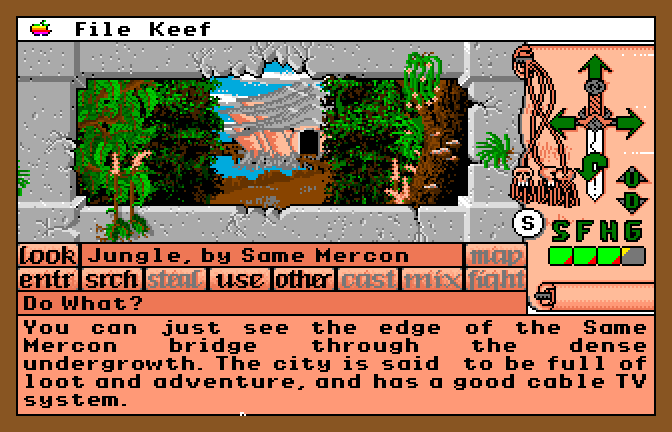 File Keef
S
S F H G
U
D
look Jungle, by Same Mercon map
entr srch steal use other cast mix fight
Do What?
You can just see the edge of the Same
Mercon bridge through the dense
undergrowth. The city is said to be full of
loot and adventure, and has a good cable TV
system.